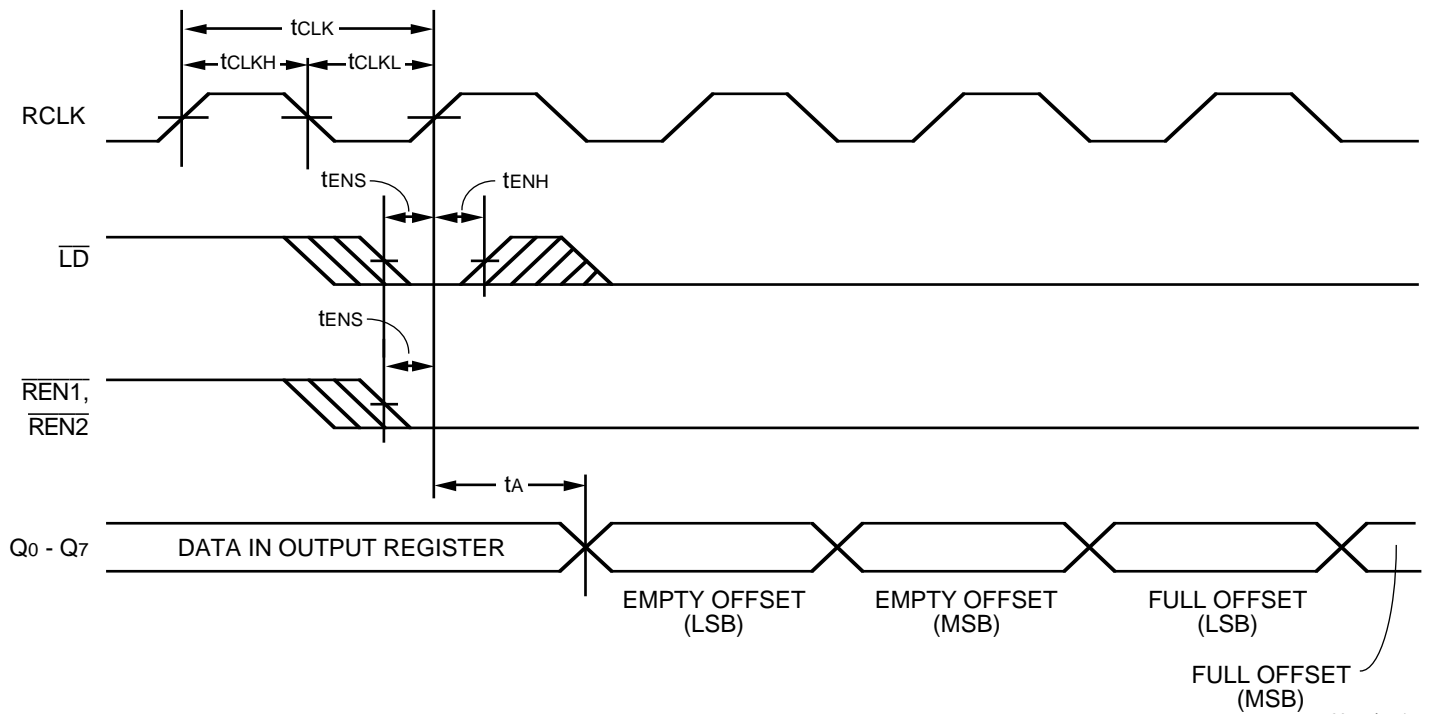 tCLK
tCLKH
tCLKL
RCLK
tENS
tENH
LD
tENS
REN1,
REN2
tA
Q0 - Q7
DATA IN OUTPUT REGISTER
EMPTY OFFSET
(LSB)
EMPTY OFFSET
(MSB)
FULL OFFSET
(LSB)
FULL OFFSET
(MSB)